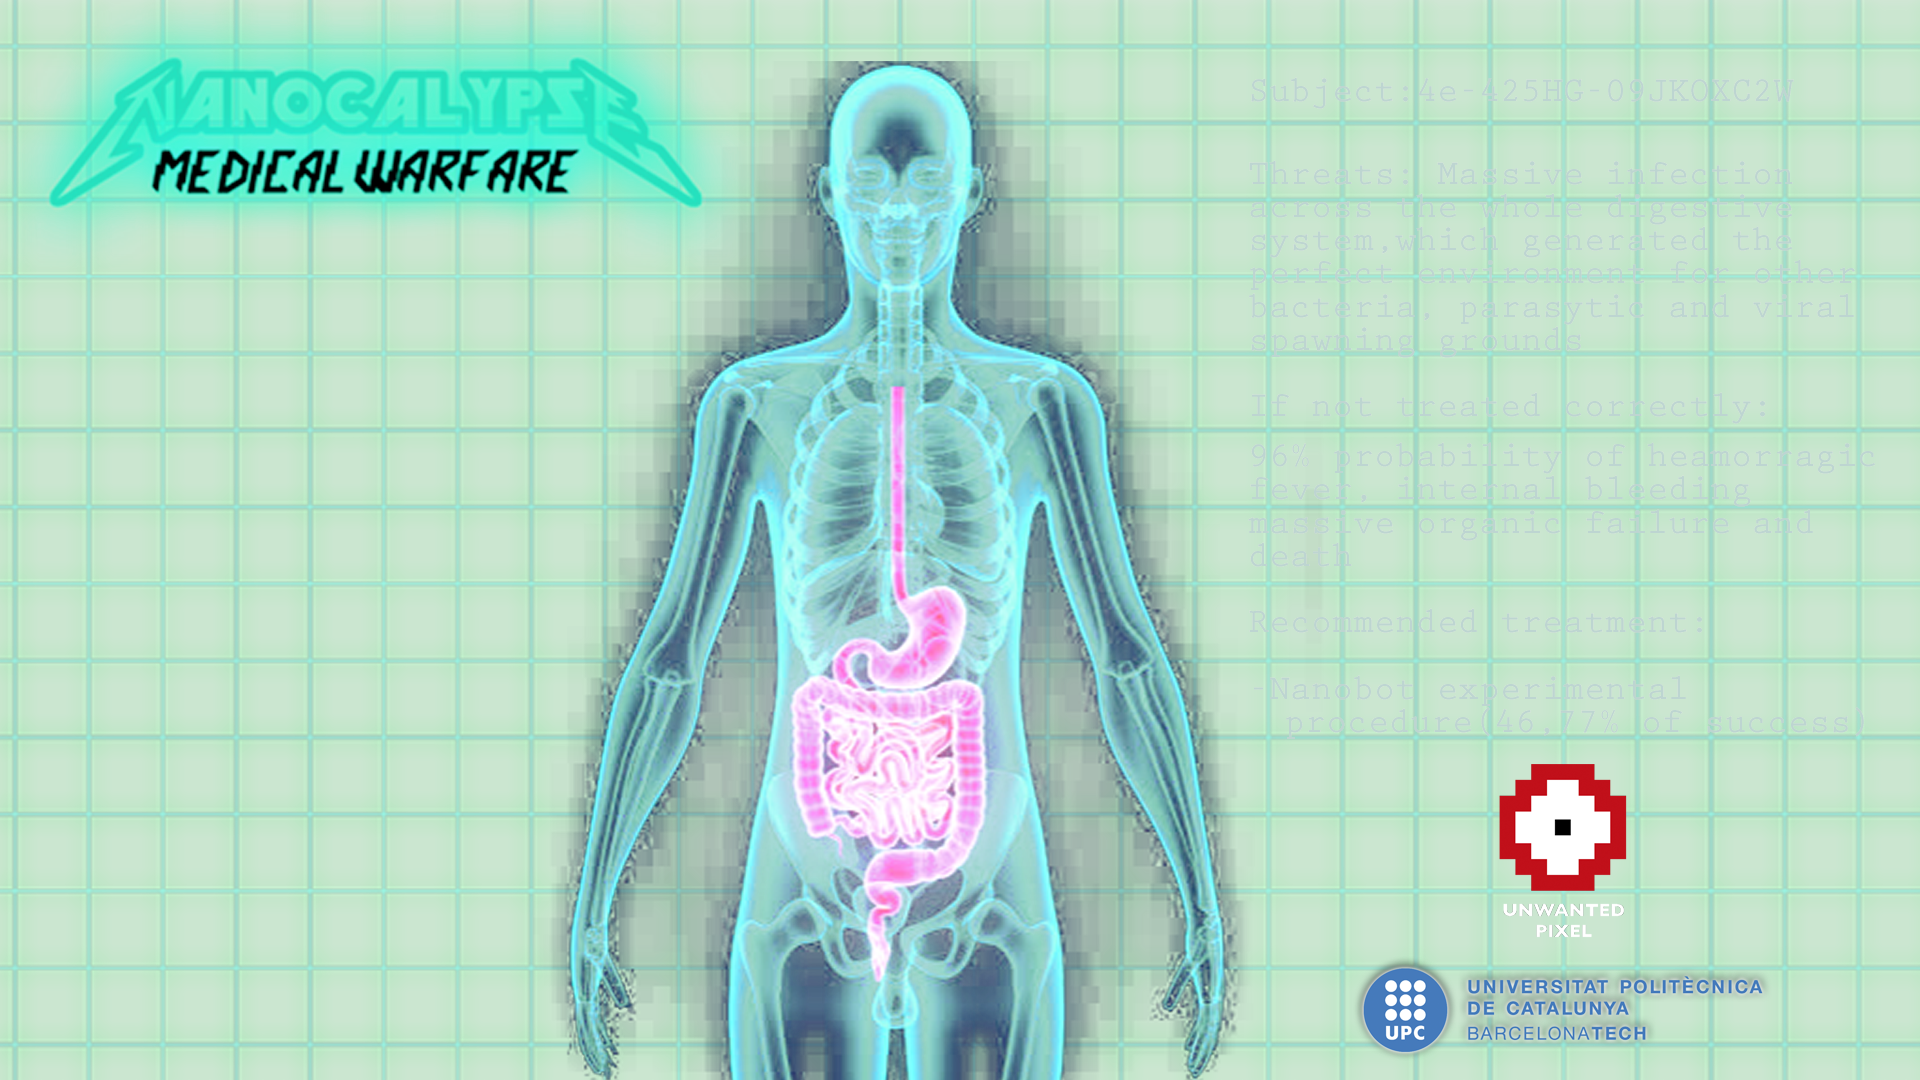 NANOCALYPSE
MEDICAL WARFARE
Subject:4e-425HG-09JKOXC2W
Threats: Massive infection
across the whole digestive
system,which generated the
perfect environment for other
bacteria, parasytic and viral
spawning grounds
If not treated correctly:
96% probability of heamorragic
fever, internal bleeding
massive organic failure and
death
Recommended treatment:
-Nanobot experimental
procedure(46,77% of success)
UNWANTED
PIXEL
UPC
UNIVERSITAT POLITÈCNICA
DE CATALUNYA
BARCELONATECH